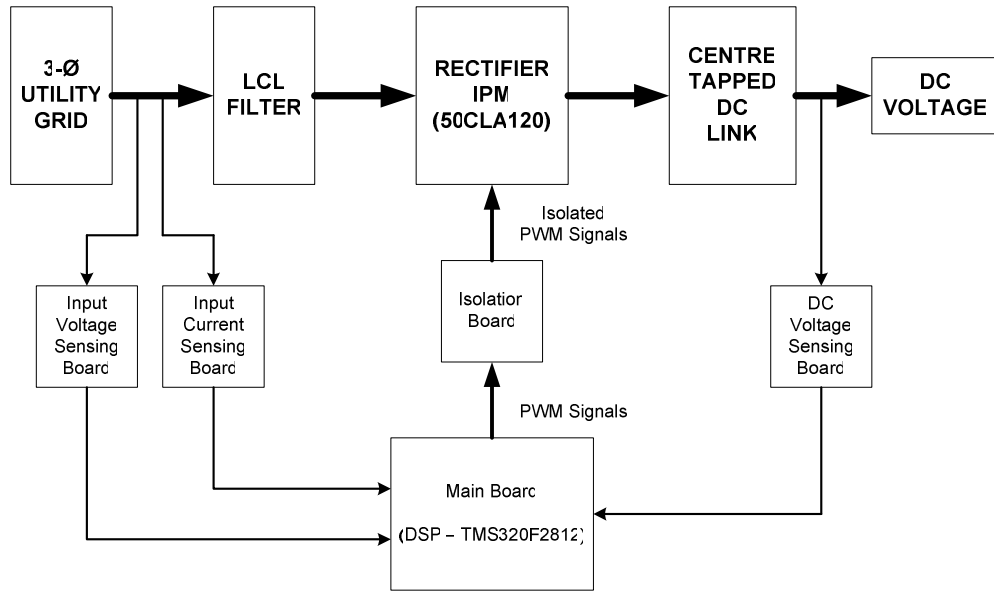 3-Ø
UTILITY
GRID
LCL
FILTER
RECTIFIER
IPM
(50CLA120)
CENTRE
TAPPED
DC
LINK
DC
VOLTAGE
Isolated
PWM Signals
Input
Voltage
Sensing
Board
Input
Current
Sensing
Board
Isolation
Board
DC
Voltage
Sensing
Board
PWM Signals
Main Board
(DSP – TMS320F2812)